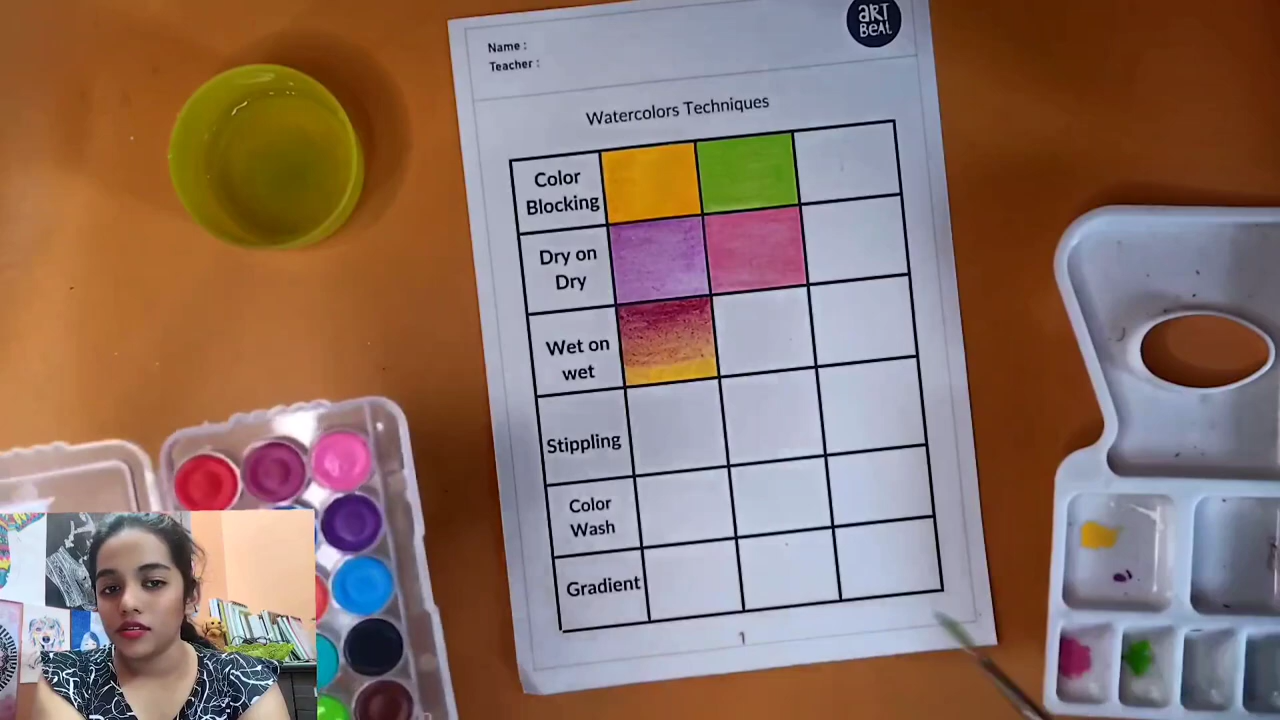 ART
BEAt
Name :
Teacher :
Watercolors Techniques
Color
Blocking
Dry on
Dry
Wet on
wet
Stippling
Color
Wash
Gradient
1